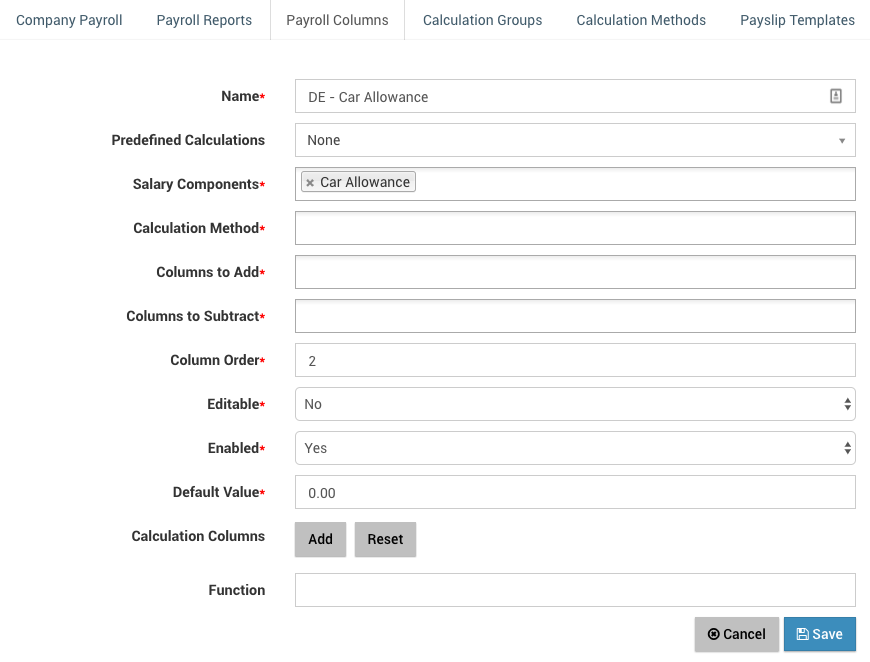 Company Payroll Payroll Reports Payroll Columns Calculation Groups Calculation Methods Payslip Templates
Name* DE - Car Allowance
Predefined Calculations None
Salary Components* × Car Allowance
Calculation Method*
Columns to Add*
Columns to Subtract*
Column Order* 2
Editable* No
Enabled* Yes
Default Value* 0.00
Calculation Columns Add Reset
Function
Cancel Save